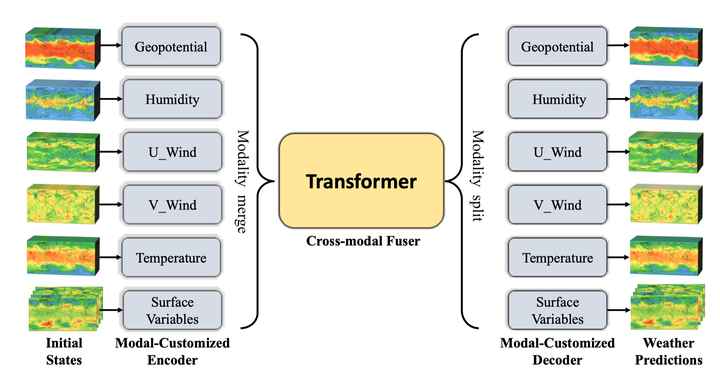 Geopotential
Humidity
U_Wind
V_Wind
Temperature
Surface
Variables
Initial
States
Modal-Customized
Encoder
Modality merge
Transformer
Cross-modal Fuser
Modality split
Geopotential
Humidity
U_Wind
V_Wind
Temperature
Surface
Variables
Modal-Customized
Decoder
Weather
Predictions